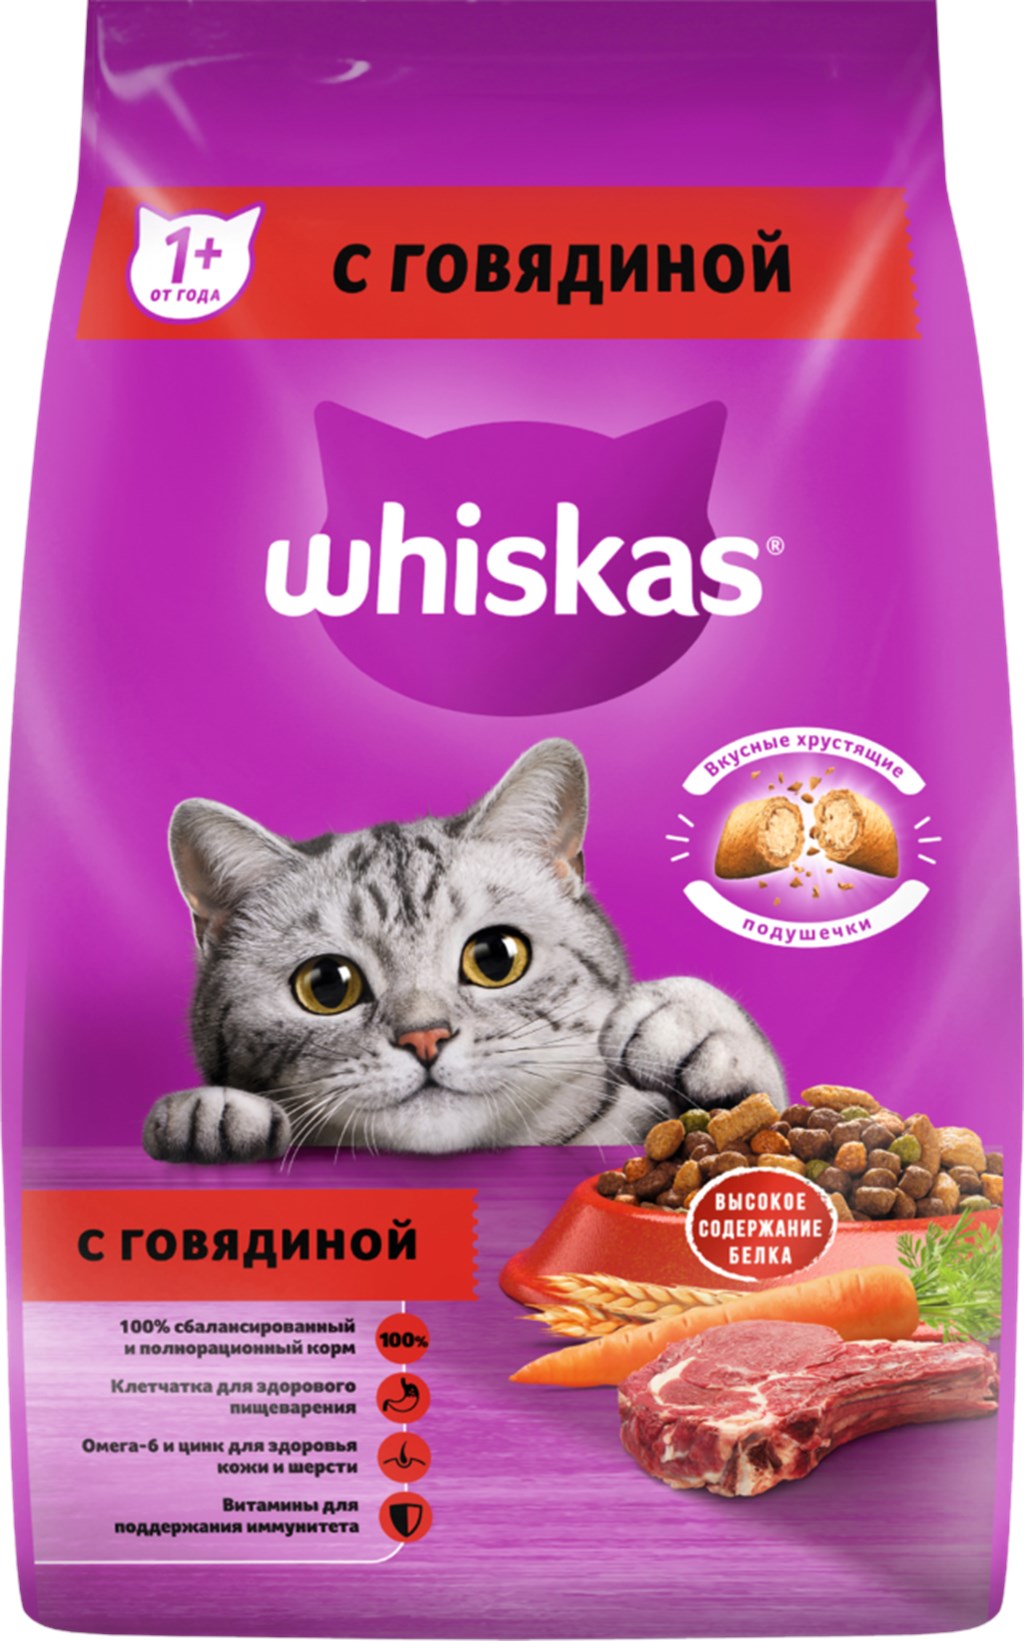 1+
ОТ ГОДА
С ГОВЯДИНОЙ
whiskas®
Вкусные хрустящие
подушечки
ВЫСОКОЕ
СОДЕРЖАНИЕ
БЕЛКА
С ГОВЯДИНОЙ
100% сбалансированный
и полнорационный корм
100%
Клетчатка для здорового
пищеварения
Омега-6 и цинк для здоровья
кожи и шерсти
Витамины для
поддержания иммунитета